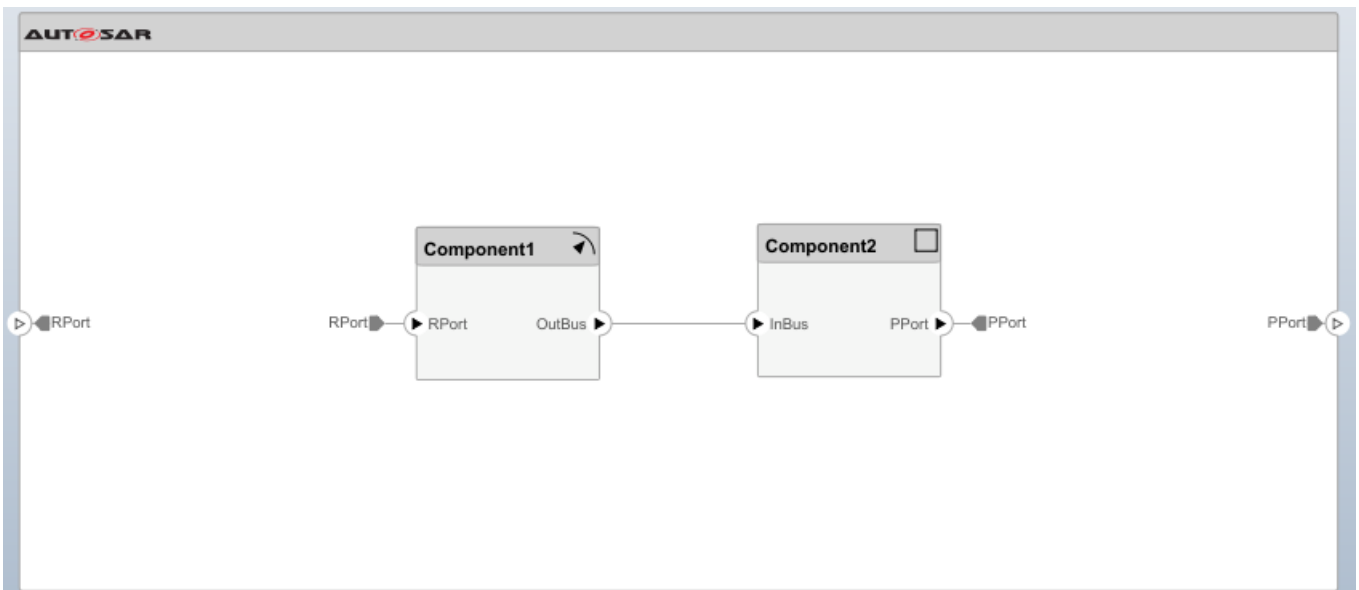 AUTOSAR
Component1
Component2
RPort
RPort
RPort
OutBus
InBus
PPort
PPort
PPort